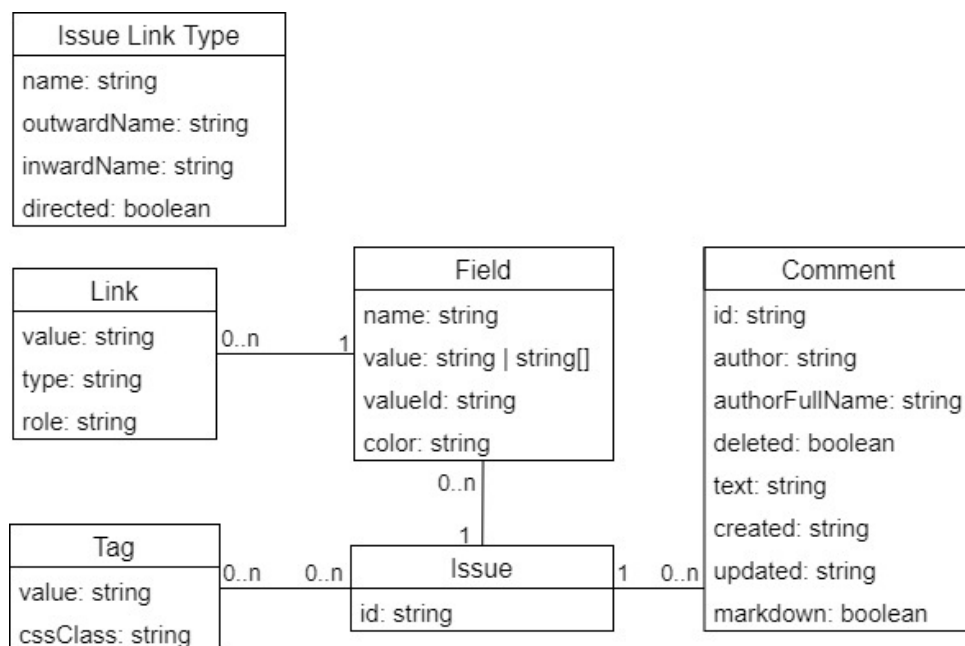 Issue Link Type
name: string
outwardName: string
inwardName: string
directed: boolean
Link
value: string
type: string
role: string
0..n
1
Field
name: string
value: string | string[]
valueId: string
color: string
0..n
1
Comment
id: string
author: string
authorFullName: string
deleted: boolean
text: string
created: string
updated: string
markdown: boolean
Tag
value: string
cssClass: string
0..n
0..n
Issue
id: string
1
0..n